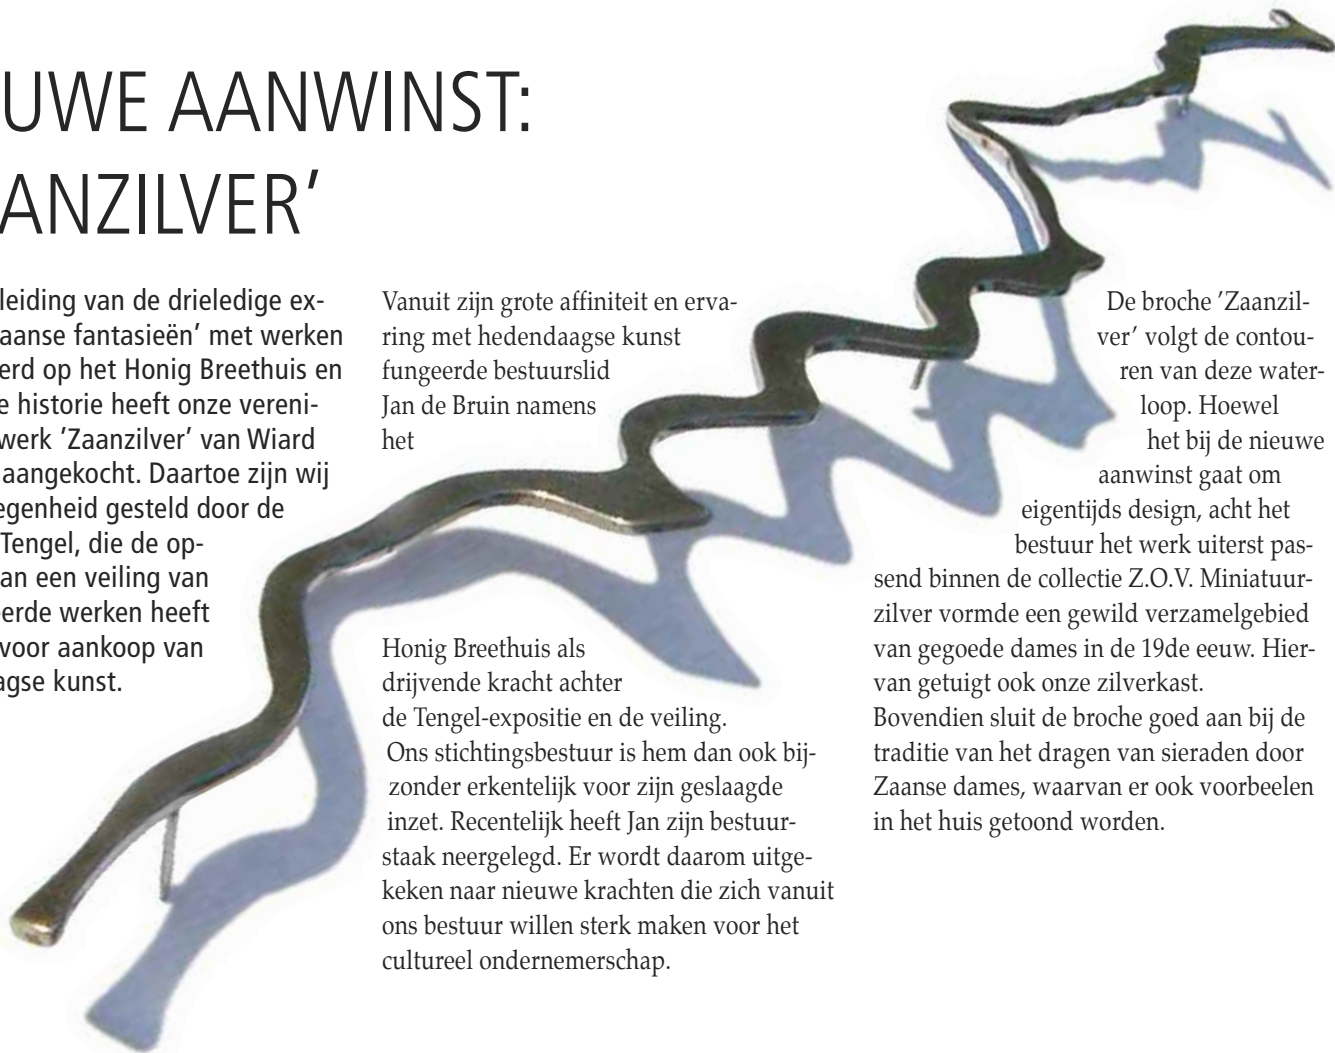 UWE AANWINST:
ANZILVER’
leiding van de drieledige ex-
aanse fantasieën’ met werken
erd op het Honig Breethuis en
e historie heeft onze vereni-
werk ’Zaanzilver’ van Wiard
aangekocht. Daartoe zijn wij
egenheid gesteld door de
Tengel, die de op-
an een veiling van
erde werken heeft
voor aankoop van
agse kunst.
Vanuit zijn grote affiniteit en erva-
ring met hedendaagse kunst
fungeerde bestuurslid
Jan de Bruin namens
het
Honig Breethuis als
drijvende kracht achter
de Tengel-expositie en de veiling.
Ons stichtingsbestuur is hem dan ook bij-
zonder erkentelijk voor zijn geslaagde
inzet. Recentelijk heeft Jan zijn bestuur-
staak neergelegd. Er wordt daarom uitge-
keken naar nieuwe krachten die zich vanuit
ons bestuur willen sterk maken voor het
cultureel ondernemerschap.
De broche ’Zaanzil-
ver’ volgt de contou-
ren van deze water-
loop. Hoewel
het bij de nieuwe
aanwinst gaat om
eigentijds design, acht het
bestuur het werk uiterst pas-
send binnen de collectie Z.O.V. Miniatuur-
zilver vormde een gewild verzamelgebied
van gegoede dames in de 19de eeuw. Hier-
van getuigt ook onze zilverkast.
Bovendien sluit de broche goed aan bij de
traditie van het dragen van sieraden door
Zaanse dames, waarvan er ook voorbeelen
in het huis getoond worden.